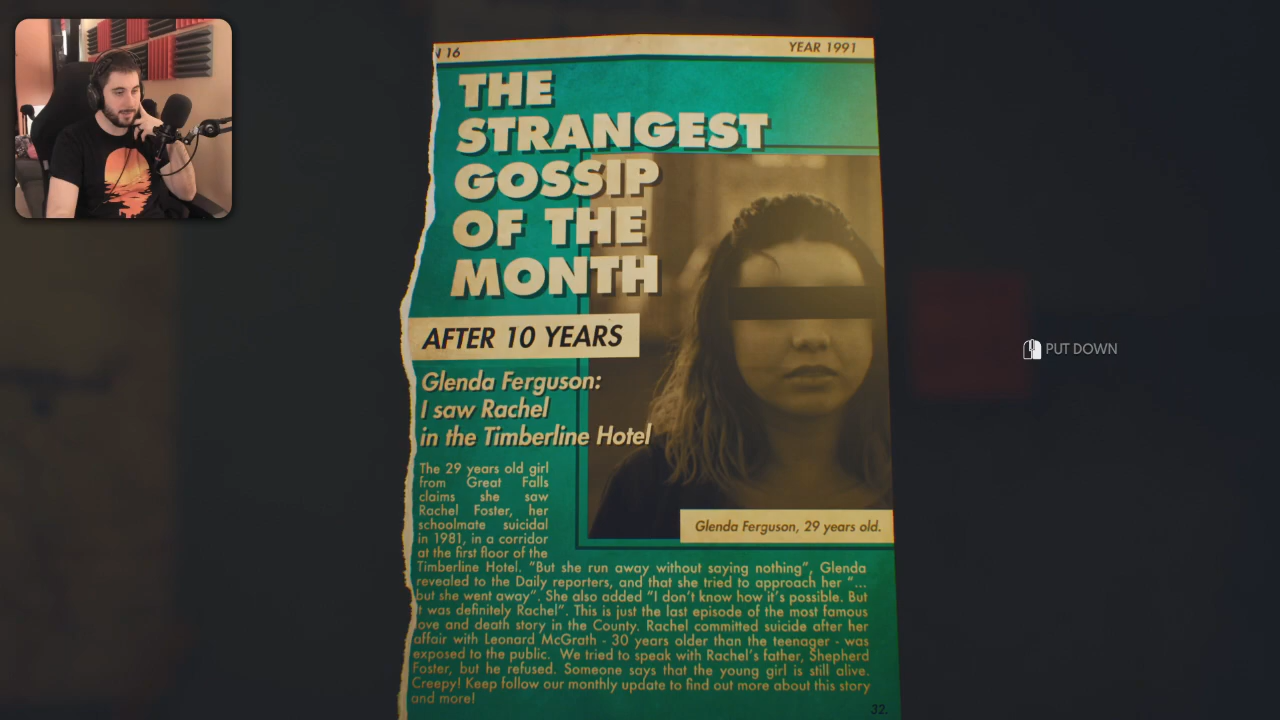 N 16
YEAR 1991
THE
STRANGEST
GOSSIP
OF THE
MONTH
AFTER 10 YEARS
Glenda Ferguson:
I saw Rachel
in the Timberline Hotel
The 29 years old girl
from Great Falls
claims she saw
Rachel Foster, her
schoolmate suicidal
in 1981, in a corridor
at the first floor of the
Timberline Hotel. "But she run away without saying nothing", Glenda
revealed to the Daily reporters, and that she tried to approach her "...
but she went away". She also added "I don't know how it's possible. But
it was definitely Rachel". This is just the last episode of the most famous
love and death story in the County. Rachel committed suicide after her
affair with Leonard McGrath - 30 years older than the teenager - was
exposed to the public. We tried to speak with Rachel's father, Shepherd
Foster, but he refused. Someone says that the young girl is still alive.
Creepy! Keep follow our monthly update to find out more about this story
and more!
Glenda Ferguson, 29 years old.
32.
PUT DOWN